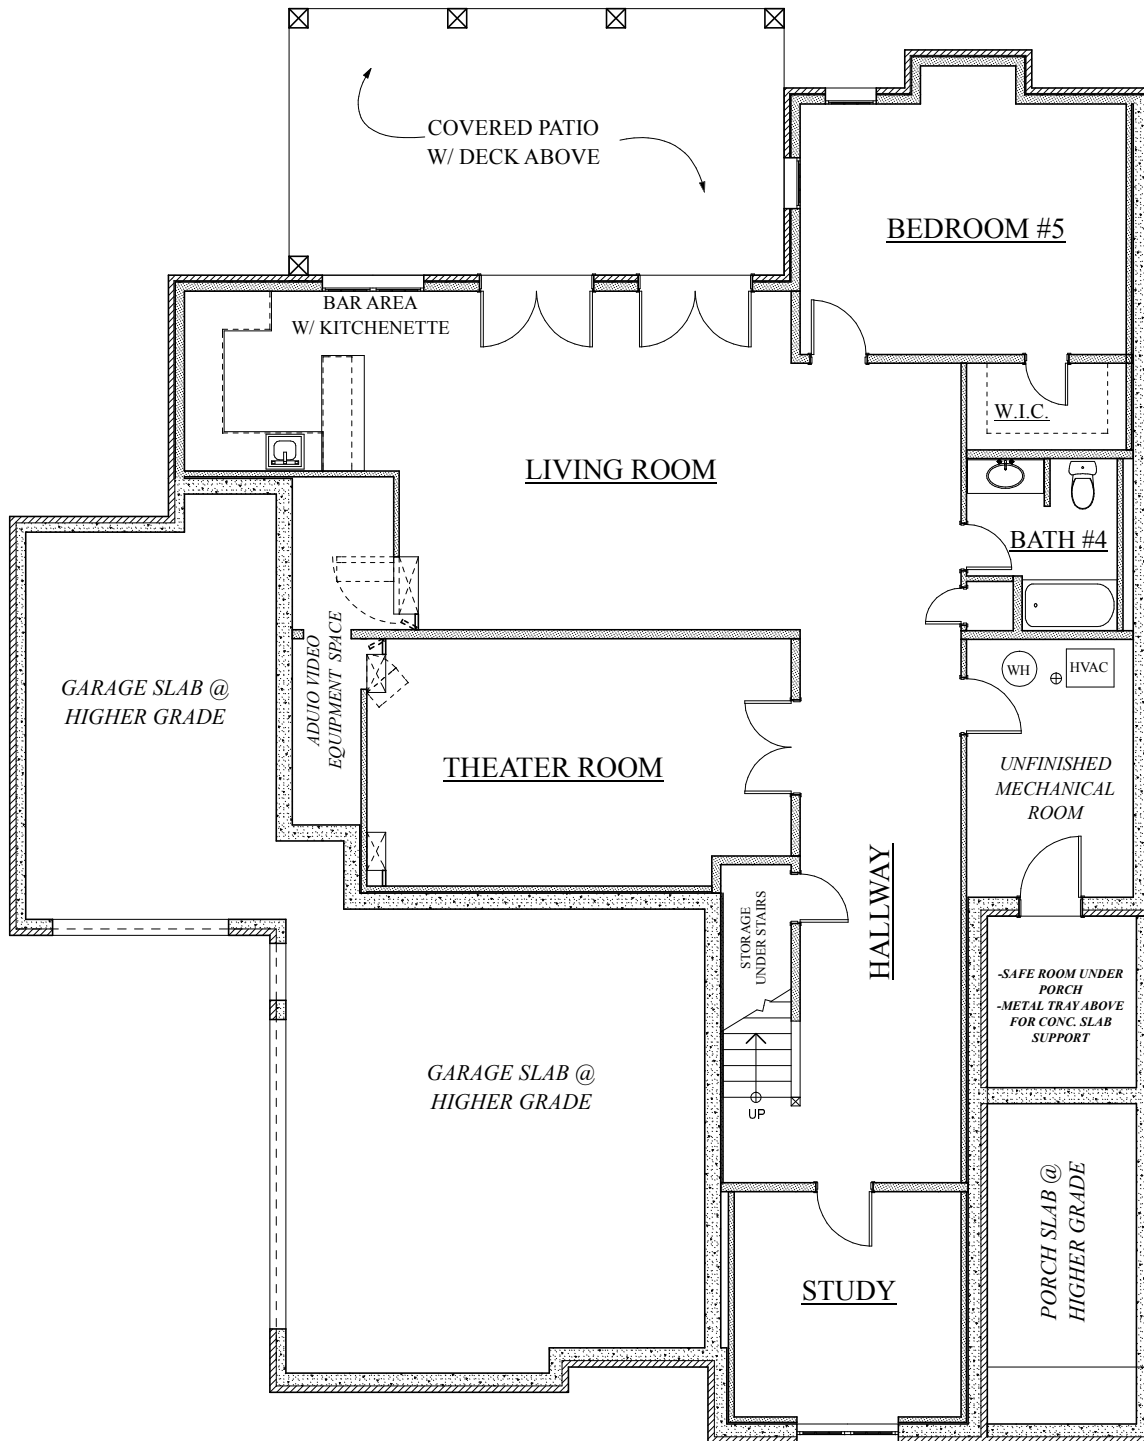 COVERED PATIO
W/ DECK ABOVE
BEDROOM #5
BAR AREA
W/ KITCHENETTE
W.I.C.
LIVING ROOM
BATH #4
GARAGE SLAB @
HIGHER GRADE
ADUIO VIDEO
EQUIPMENT SPACE
WH
HVAC
THEATER ROOM
UNFINISHED
MECHANICAL
ROOM
HALLWAY
STORAGE
UNDER STAIRS
-SAFE ROOM UNDER
PORCH
-METAL TRAY ABOVE
FOR CONC. SLAB
SUPPORT
GARAGE SLAB @
HIGHER GRADE
UP
PORCH SLAB @
HIGHER GRADE
STUDY